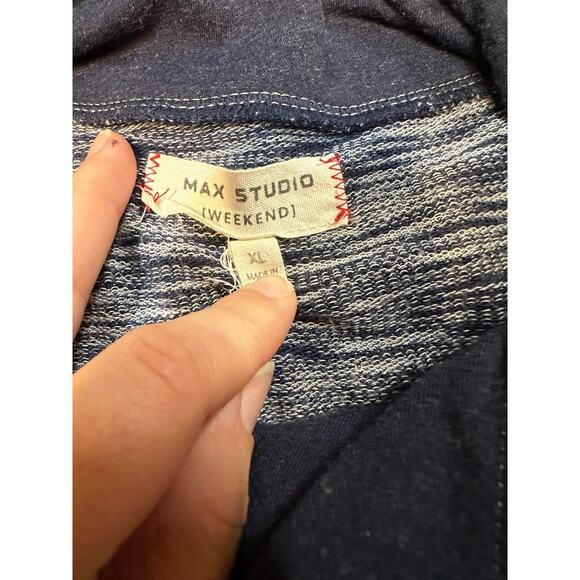 MAX STUDIO
[WEEKEND]
XL
MADE IN